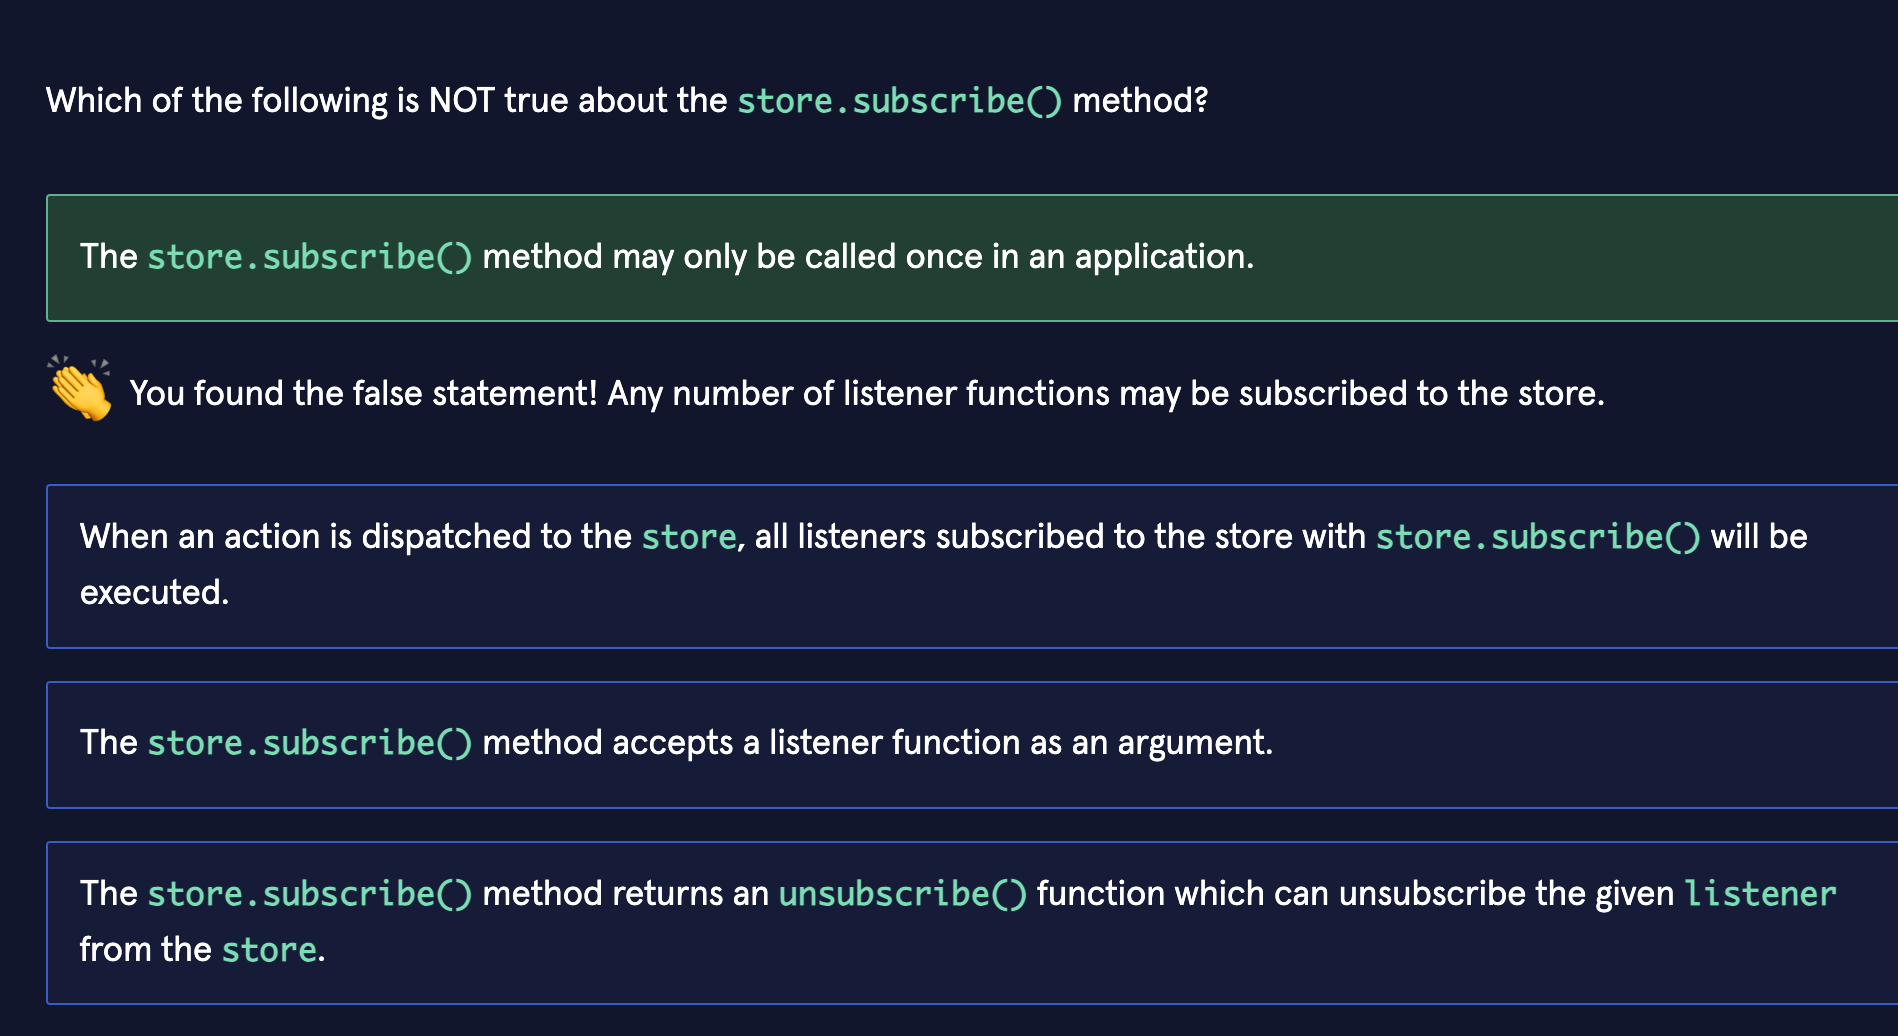 Which of the following is NOT true about the store.subscribe() method?
The store.subscribe() method may only be called once in an application.
You found the false statement! Any number of listener functions may be subscribed to the store.
When an action is dispatched to the store, all listeners subscribed to the store with store.subscribe() will be
executed.
The store.subscribe() method accepts a listener function as an argument.
The store.subscribe() method returns an unsubscribe() function which can unsubscribe the given listener
from the store.